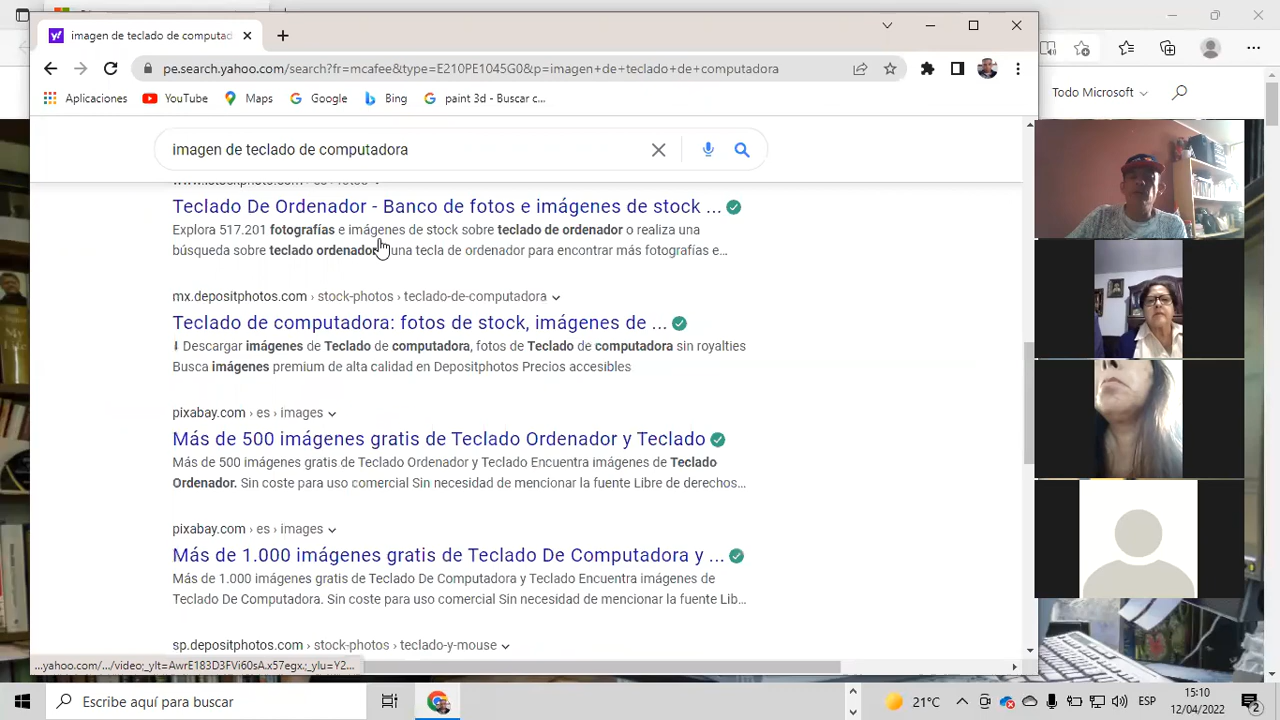 imagen de teclado de computad
pe.search.yahoo.com/search?fr=mcafee&type=E210PE1045G0&p=imagen+de+teclado+de+computadora
Aplicaciones YouTube Maps Google Bing paint 3d - Buscar c...
Todo Microsoft
imagen de teclado de computadora
Teclado De Ordenador - Banco de fotos e imágenes de stock ...
Explora 517.201 fotografías e imágenes de stock sobre teclado de ordenador o realiza una
búsqueda sobre teclado ordenador una tecla de ordenador para encontrar más fotografías e...
mx.depositphotos.com › stock-photos › teclado-de-computadora
Teclado de computadora: fotos de stock, imágenes de ...
⬇ Descargar imágenes de Teclado de computadora, fotos de Teclado de computadora sin royalties
Busca imágenes premium de alta calidad en Depositphotos Precios accesibles
pixabay.com › es › images
Más de 500 imágenes gratis de Teclado Ordenador y Teclado
Más de 500 imágenes gratis de Teclado Ordenador y Teclado Encuentra imágenes de Teclado
Ordenador. Sin coste para uso comercial Sin necesidad de mencionar la fuente Libre de derechos...
pixabay.com › es › images
Más de 1.000 imágenes gratis de Teclado De Computadora y ...
Más de 1.000 imágenes gratis de Teclado De Computadora y Teclado Encuentra imágenes de
Teclado De Computadora. Sin coste para uso comercial Sin necesidad de mencionar la fuente Lib...
sp.depositphotos.com › stock-photos › teclado-y-mouse
...yahoo.com/.../video;_ylt=AwrE183D3FVi60sA.x57egx.;_ylu=Y2...
Escribe aquí para buscar
21°C
ESP
15:10
12/04/2022
2